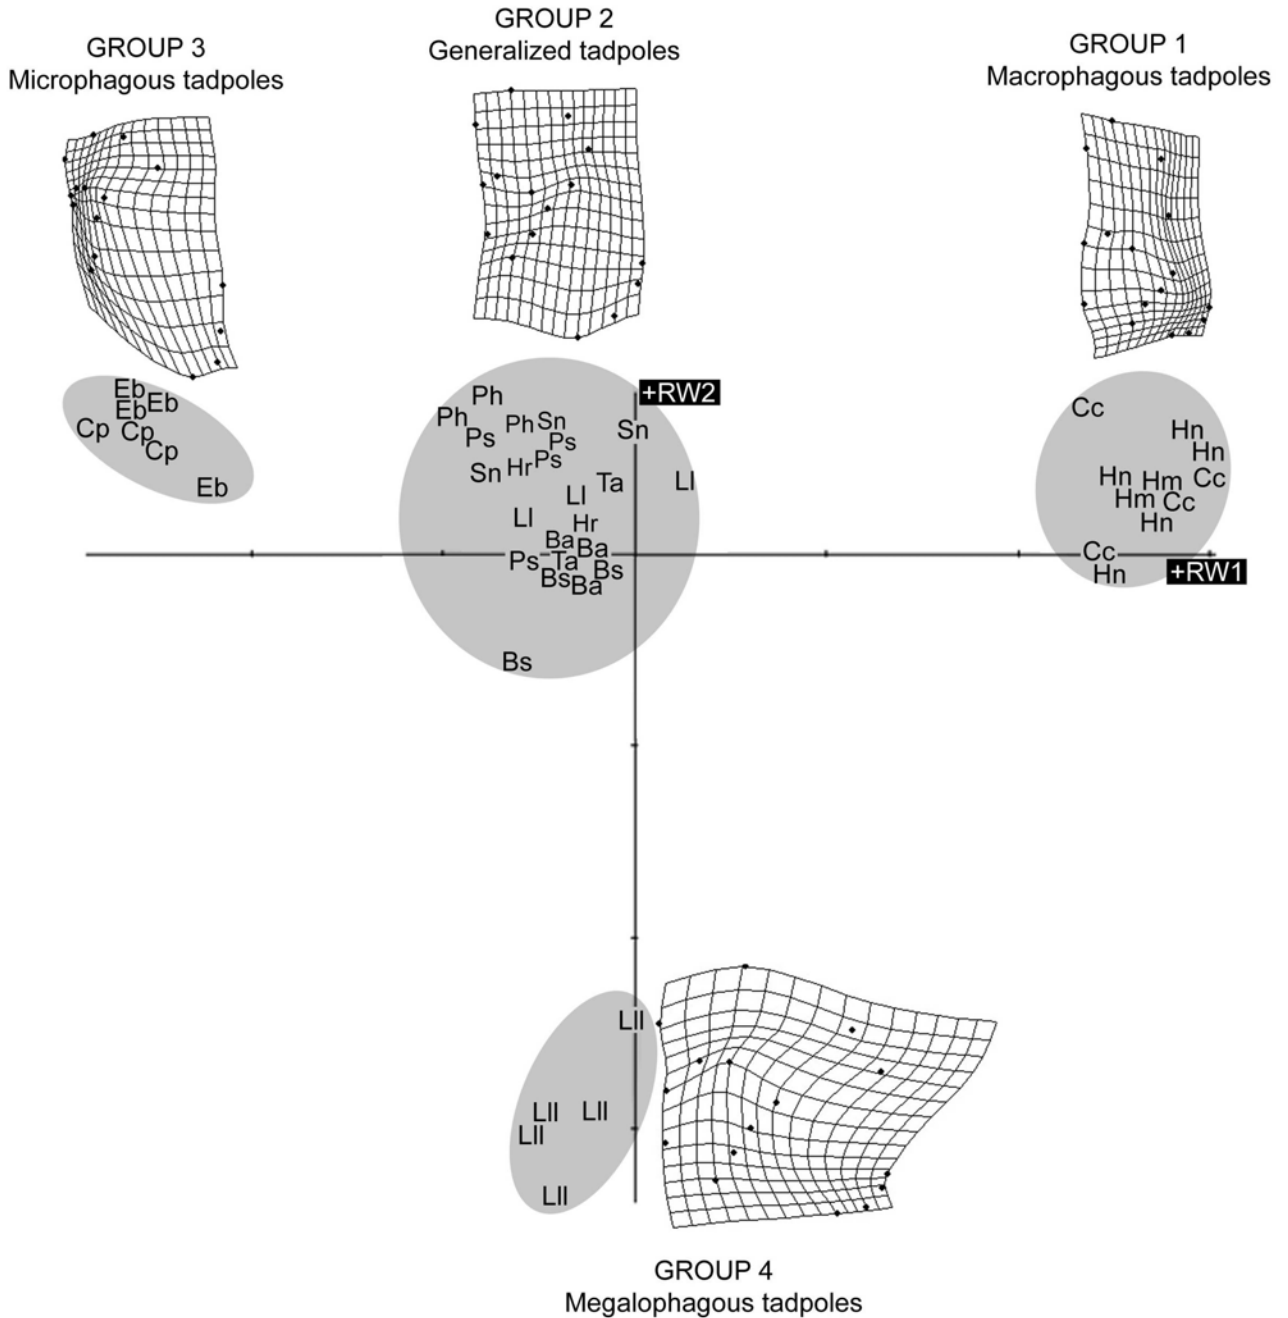 GROUP 2
Generalized tadpoles
GROUP 3
Microphagous tadpoles
GROUP 1
Macrophagous tadpoles
Eb
Eb Eb
Cp Cp
Cp
Eb
Ph
Ph Ph Sn
Ps Ps
Sn Hr Ps
Sn
Ta
Ll Ll
Ll Hr
Ba Ba
Ps Ta Bs
Bs Ba
Bs
+RW2
Cc
Hn
Hn
Hn Hm Cc
Hm Cc
Hn
Cc
Hn
+RW1
Lll
Lll Lll
Lll
Lll
GROUP 4
Megalophagous tadpoles